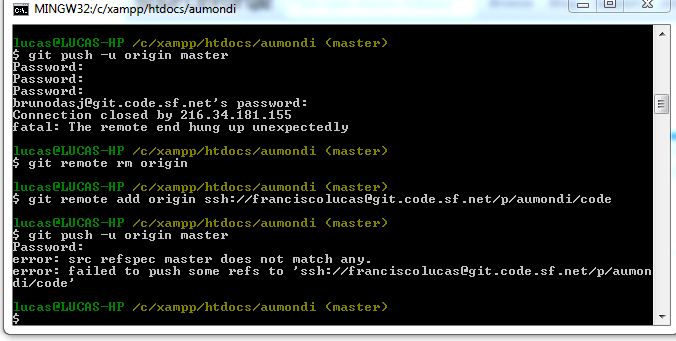 MINGW32:/c/xampp/htdocs/aumondi
lucas@LUCAS-HP /c/xampp/htdocs/aumondi (master)
$ git push -u origin master
Password:
Password:
Password:
brunodasj@git.code.sf.net's password:
Connection closed by 216.34.181.155
fatal: The remote end hung up unexpectedly
lucas@LUCAS-HP /c/xampp/htdocs/aumondi (master)
$ git remote rm origin
lucas@LUCAS-HP /c/xampp/htdocs/aumondi (master)
$ git remote add origin ssh://franciscolucas@git.code.sf.net/p/aumondi/code
lucas@LUCAS-HP /c/xampp/htdocs/aumondi (master)
$ git push -u origin master
Password:
error: src refspec master does not match any.
error: failed to push some refs to 'ssh://franciscolucas@git.code.sf.net/p/aumon
di/code'
lucas@LUCAS-HP /c/xampp/htdocs/aumondi (master)
$